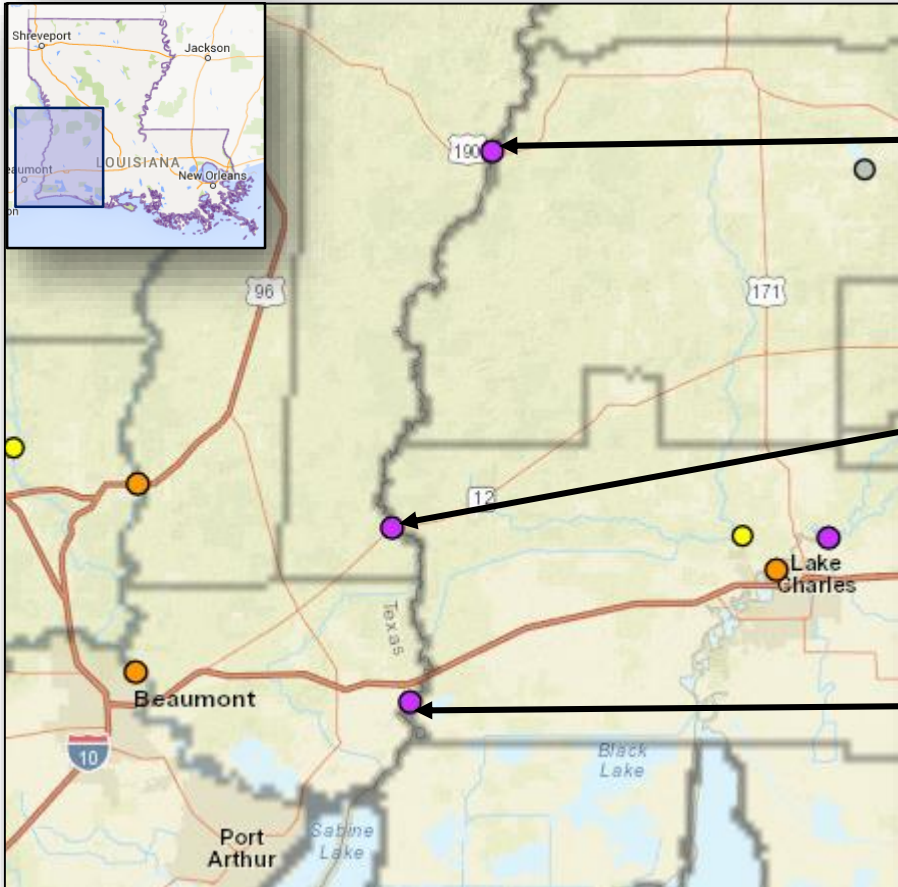 Shreveport
Jackson
LOUISIANA
eaumont
New Orleans
on
190
96
171
12
Lake
Charles
Texas
Beaumont
10
Black
Lake
Port
Arthur
Sabine
Lake